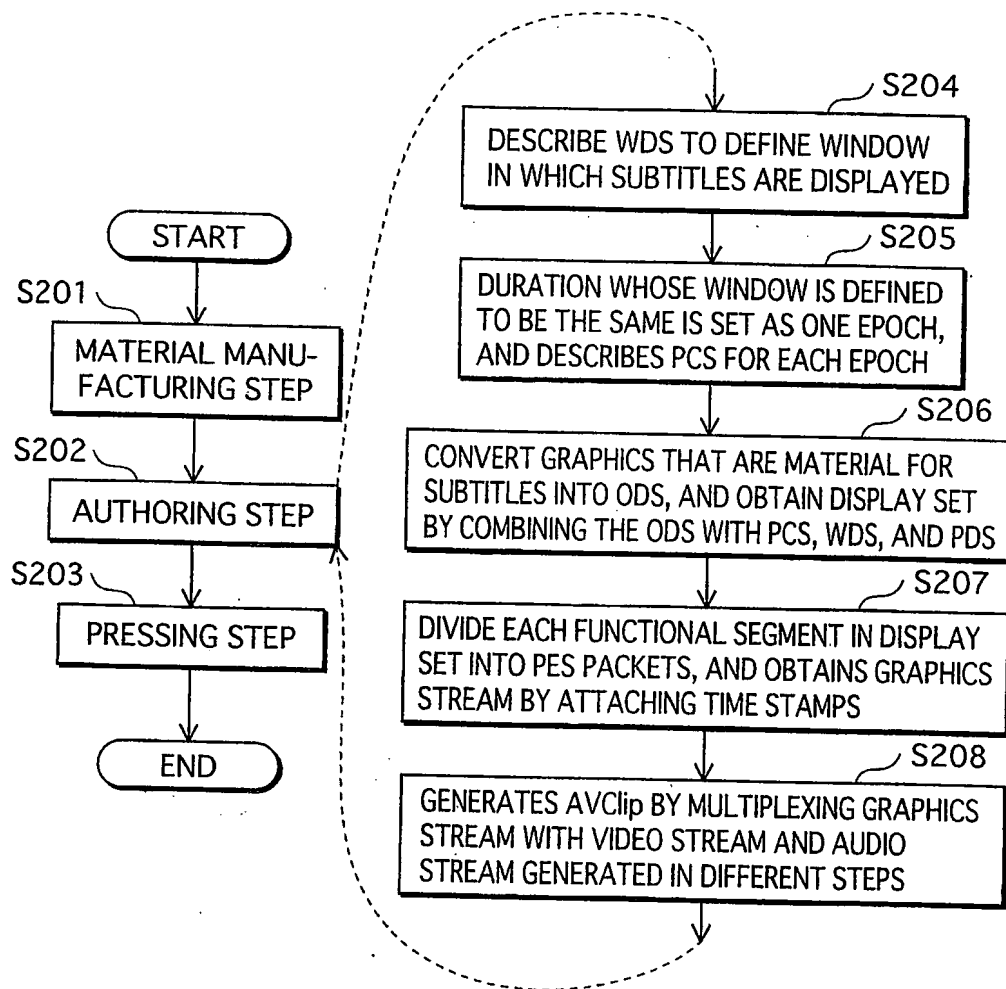 START
S201
MATERIAL MANU-
FACTURING STEP
S202
AUTHORING STEP
S203
PRESSING STEP
END
S204
DESCRIBE WDS TO DEFINE WINDOW
IN WHICH SUBTITLES ARE DISPLAYED
S205
DURATION WHOSE WINDOW IS DEFINED
TO BE THE SAME IS SET AS ONE EPOCH,
AND DESCRIBES PCS FOR EACH EPOCH
S206
CONVERT GRAPHICS THAT ARE MATERIAL FOR
SUBTITLES INTO ODS, AND OBTAIN DISPLAY SET
BY COMBINING THE ODS WITH PCS, WDS, AND PDS
S207
DIVIDE EACH FUNCTIONAL SEGMENT IN DISPLAY
SET INTO PES PACKETS, AND OBTAINS GRAPHICS
STREAM BY ATTACHING TIME STAMPS
S208
GENERATES AVClip BY MULTIPLEXING GRAPHICS
STREAM WITH VIDEO STREAM AND AUDIO
STREAM GENERATED IN DIFFERENT STEPS